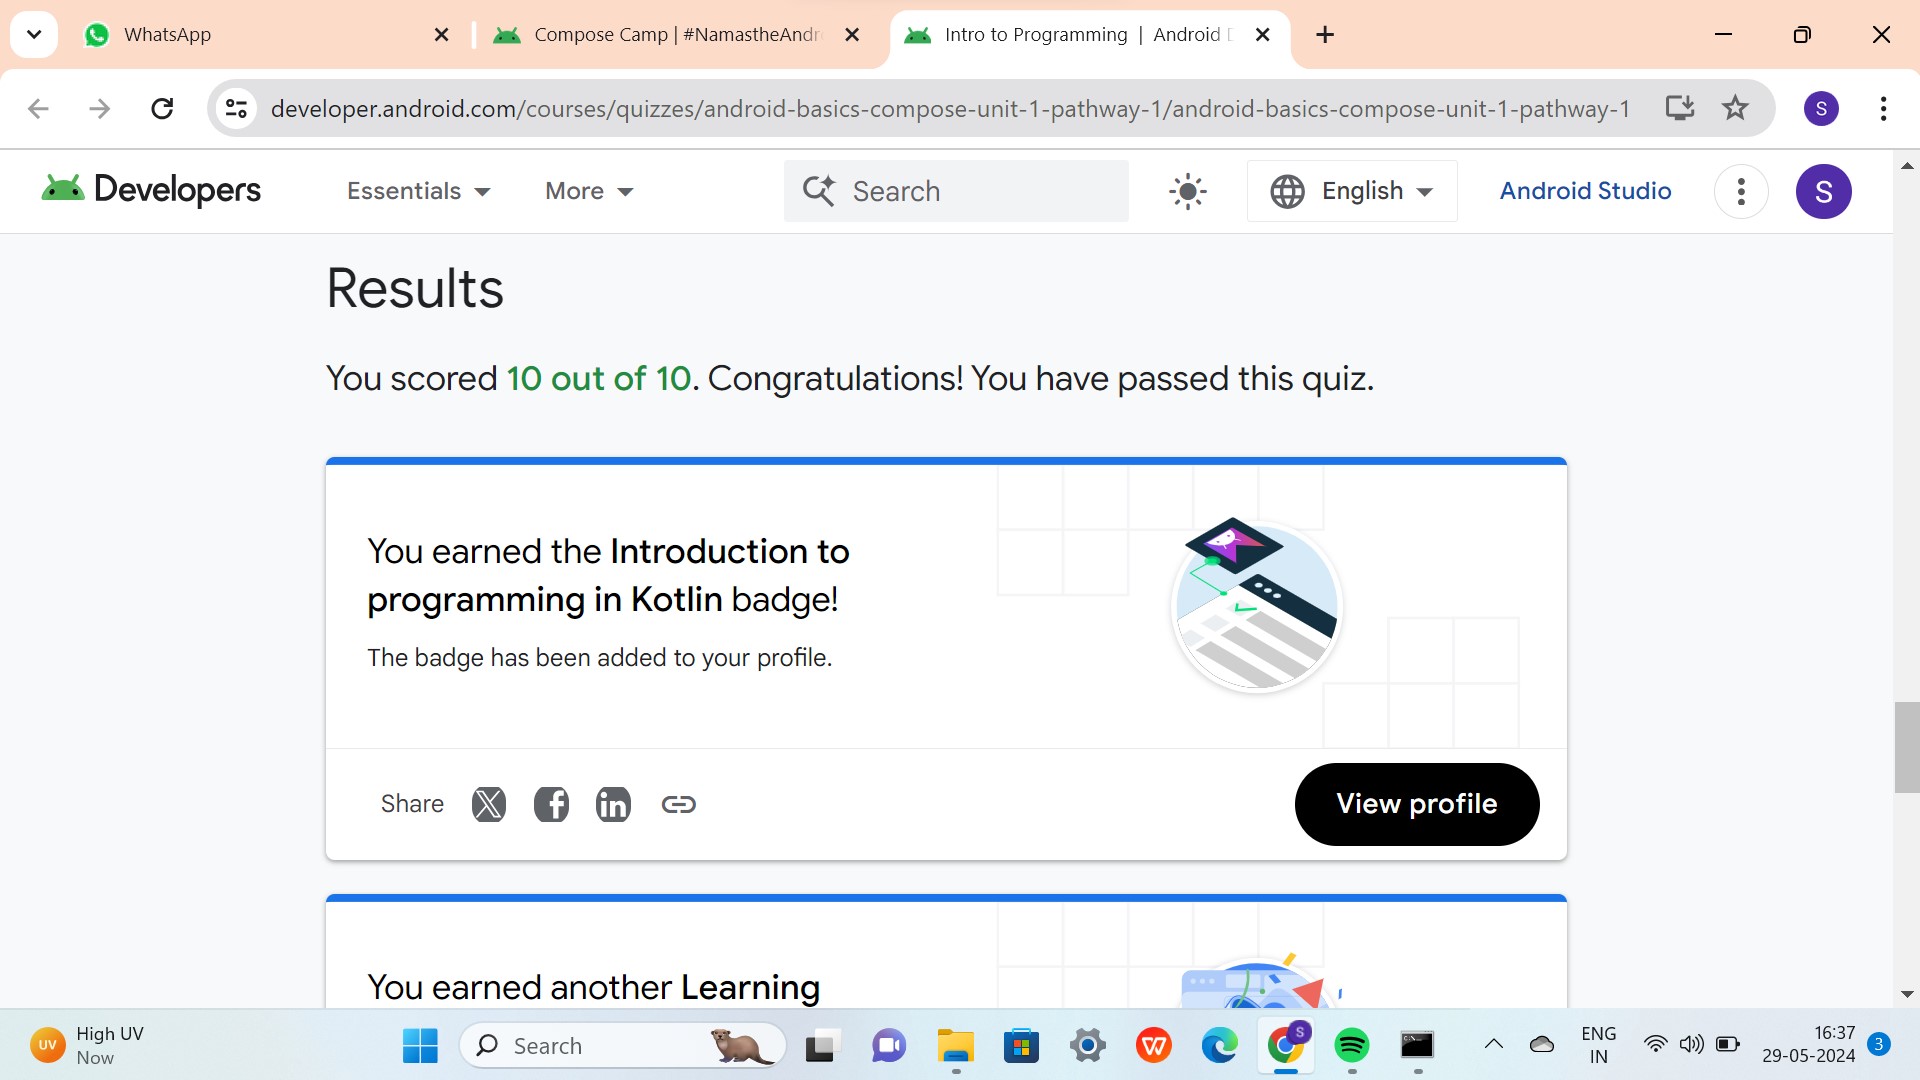 WhatsApp
Compose Camp | #NamastheAndr
Intro to Programming | Android D
developer.android.com/courses/quizzes/android-basics-compose-unit-1-pathway-1/android-basics-compose-unit-1-pathway-1
S
Developers
Essentials
More
Search
English
Android Studio
S
Results
You scored 10 out of 10. Congratulations! You have passed this quiz.
You earned the Introduction to
programming in Kotlin badge!
The badge has been added to your profile.
Share
View profile
You earned another Learning
UV
High UV
Now
Search
S
ENG
IN
16:37
29-05-2024
3